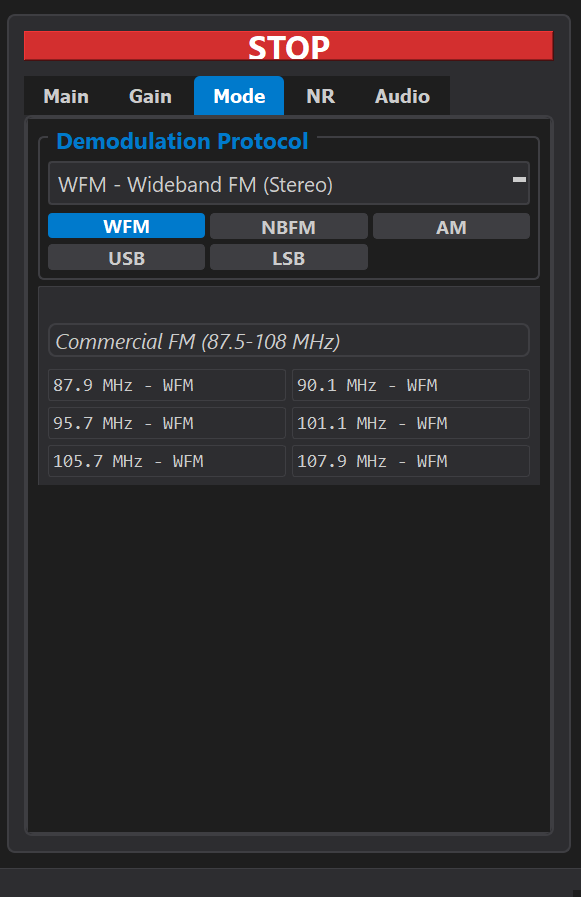 STOP
Main Gain Mode NR Audio
Demodulation Protocol
WFM - Wideband FM (Stereo)
WFM NBFM AM
USB LSB
Commercial FM (87.5-108 MHz)
87.9 MHz - WFM 90.1 MHz - WFM
95.7 MHz - WFM 101.1 MHz - WFM
105.7 MHz - WFM 107.9 MHz - WFM